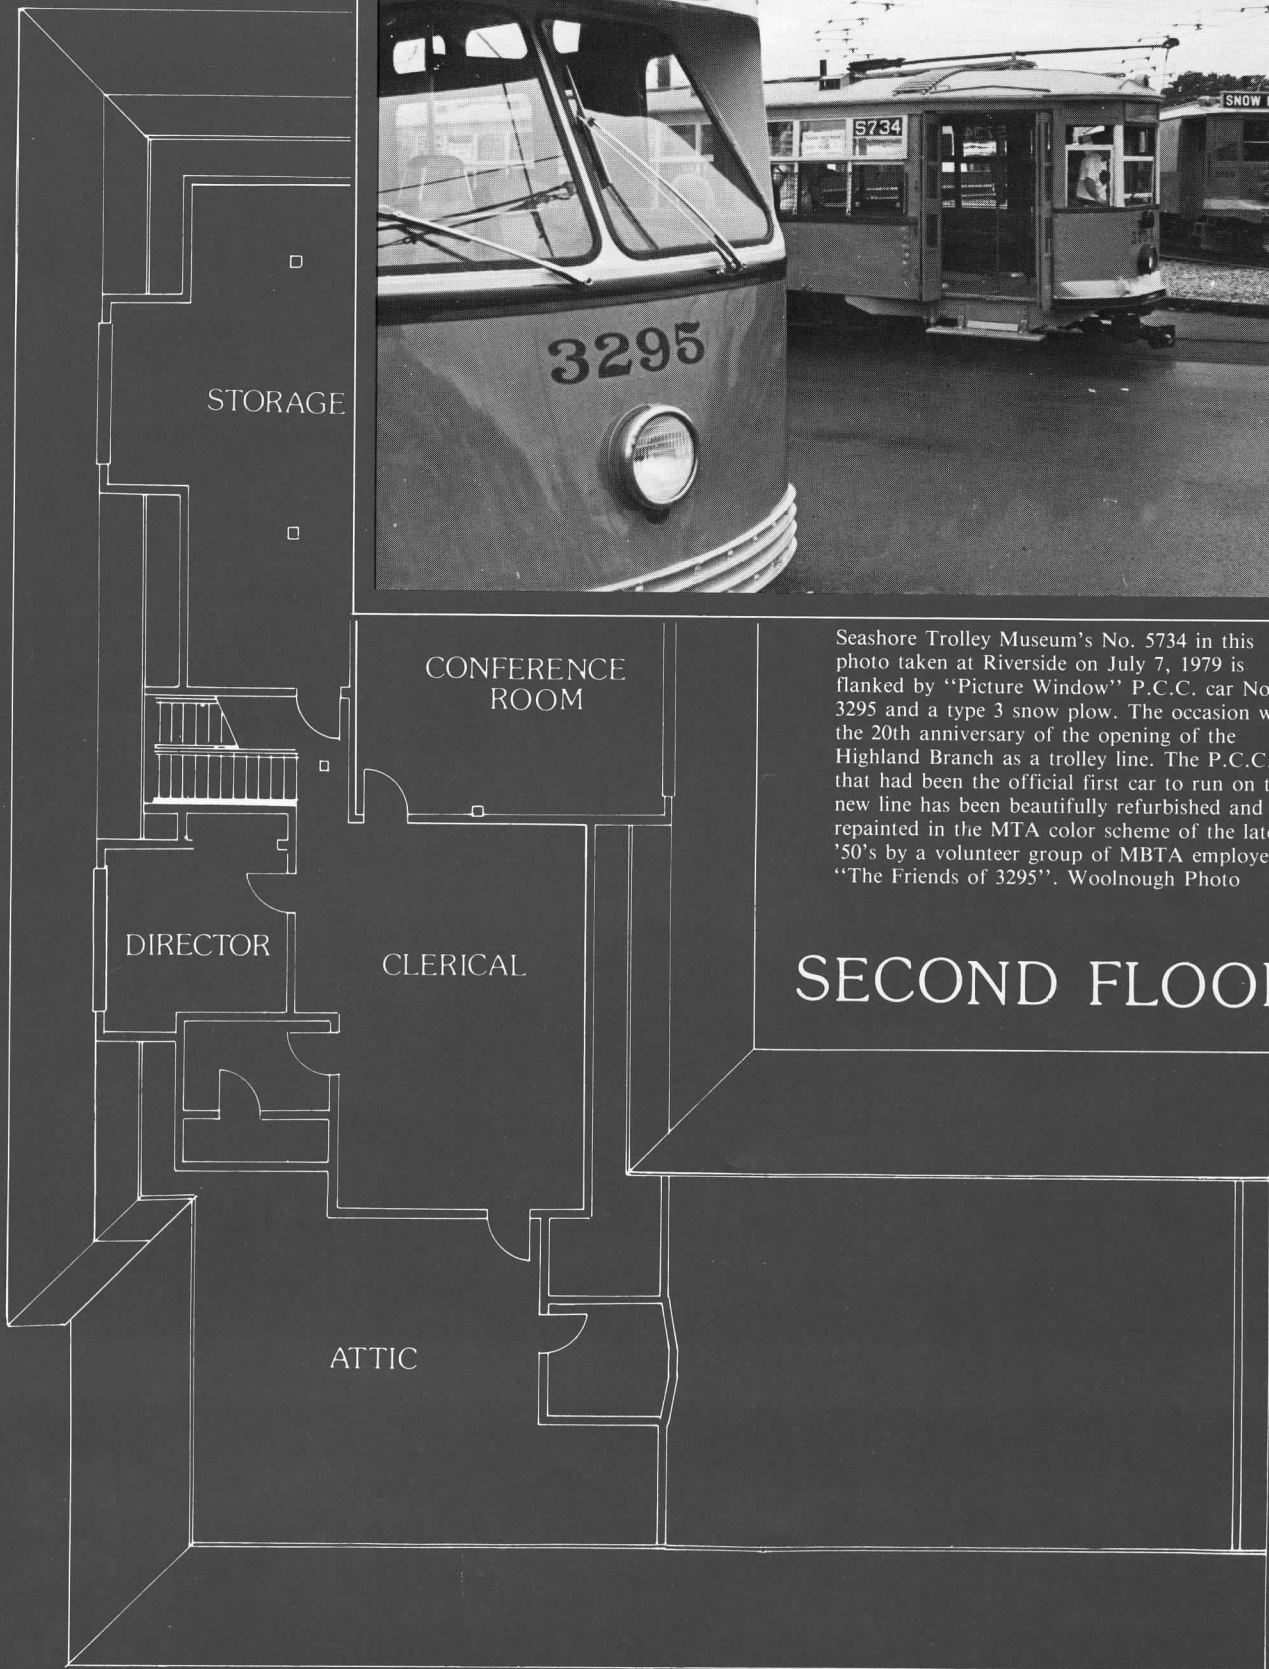 5734
SNOW
3295
STORAGE
CONFERENCE
ROOM
Seashore Trolley Museum's No. 5734 in this
photo taken at Riverside on July 7, 1979 is
flanked by “Picture Window” P.C.C. car No
3295 and a type 3 snow plow. The occasion w
the 20th anniversary of the opening of the
Highland Branch as a trolley line. The P.C.C.
that had been the official first car to run on t
new line has been beautifully refurbished and
repainted in the MTA color scheme of the lat
'50's by a volunteer group of MBTA employe
“The Friends of 3295”. Woolnough Photo
DIRECTOR
CLERICAL
SECOND FLOO
ATTIC